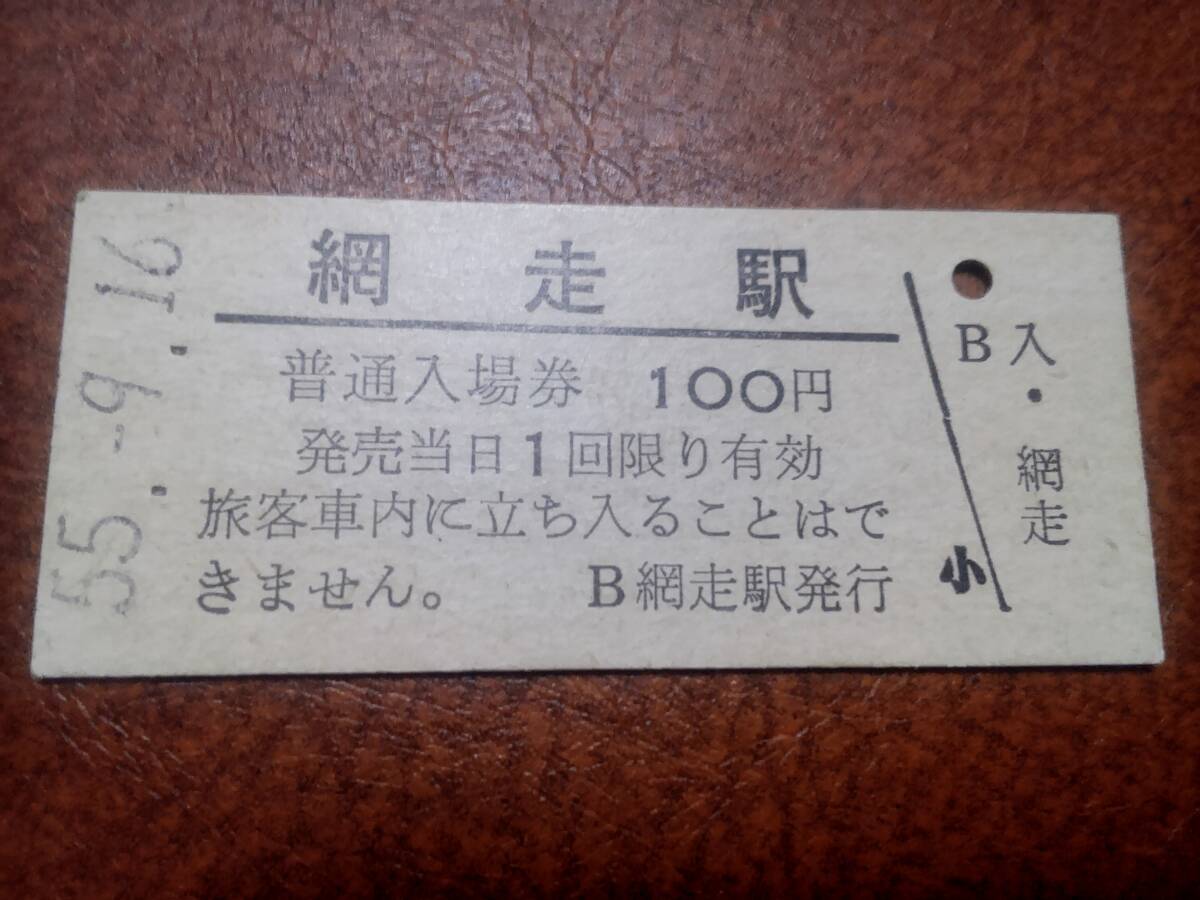 55.-9.16
網走駅
普通入場券 100円
発売当日1回限り有効
旅客車内に立ち入ることはで
きません。 B網走駅発行
小
B
入・網走